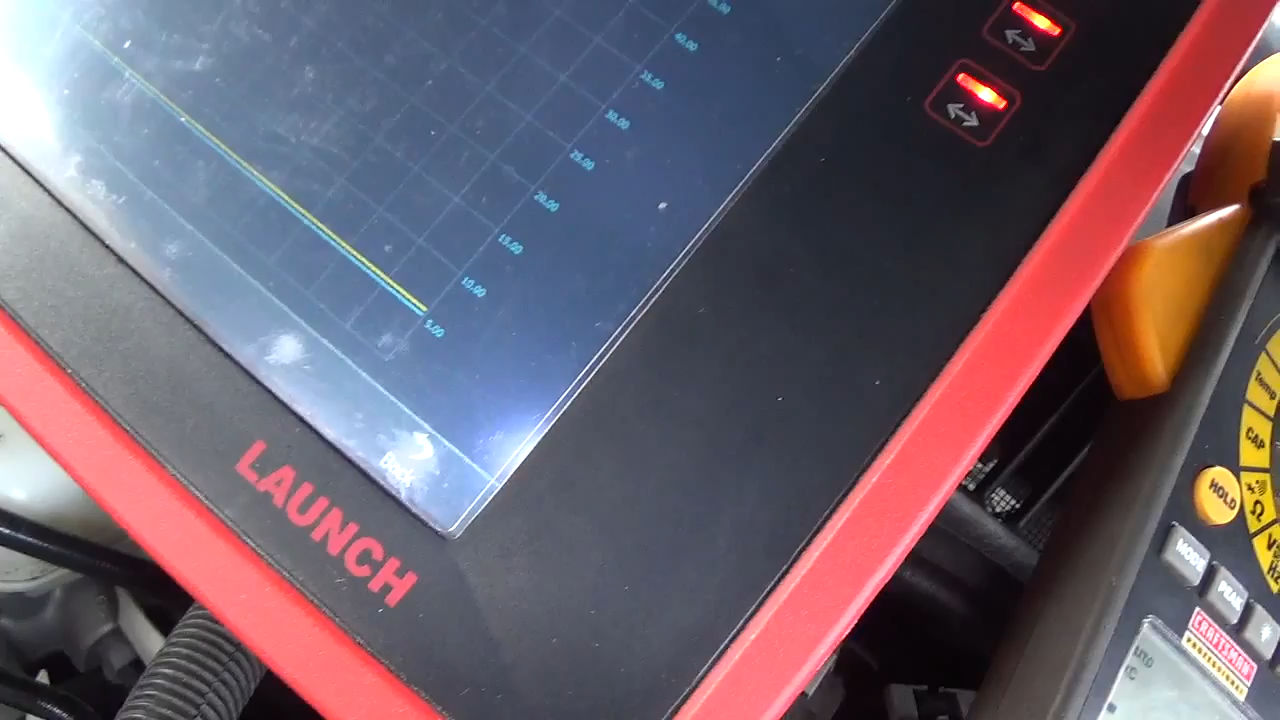 40.00
35.00
30.00
25.00
20.00
15.00
10.00
5.00
Back
LAUNCH
Temp
CAP
HOLD
Ω
Hz
MODE
PEAK
CRAFTSMAN
PROFESSIONAL